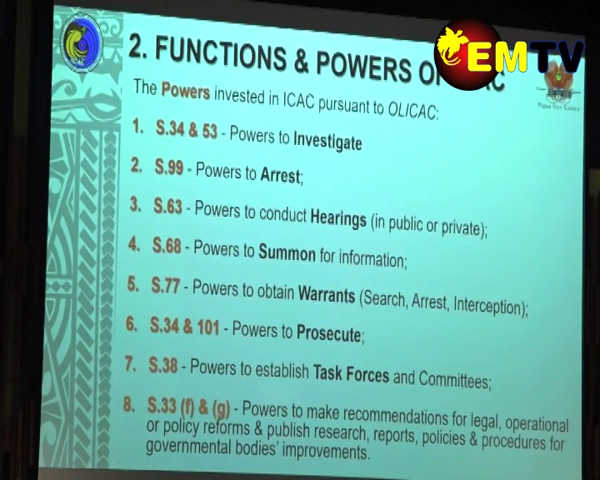 EMTV
2. FUNCTIONS & POWERS OF ICAC
The Powers invested in ICAC pursuant to OLICAC:
1. S.34 & 53 - Powers to Investigate
2. S.99 - Powers to Arrest;
3. S.63 - Powers to conduct Hearings (in public or private);
4. S.68 - Powers to Summon for information;
5. S.77 - Powers to obtain Warrants (Search, Arrest, Interception);
6. S.34 & 101 - Powers to Prosecute;
7. S.38 - Powers to establish Task Forces and Committees;
8. S.33 (f) & (g) - Powers to make recommendations for legal, operational
or policy reforms & publish research, reports, policies & procedures for
governmental bodies' improvements.